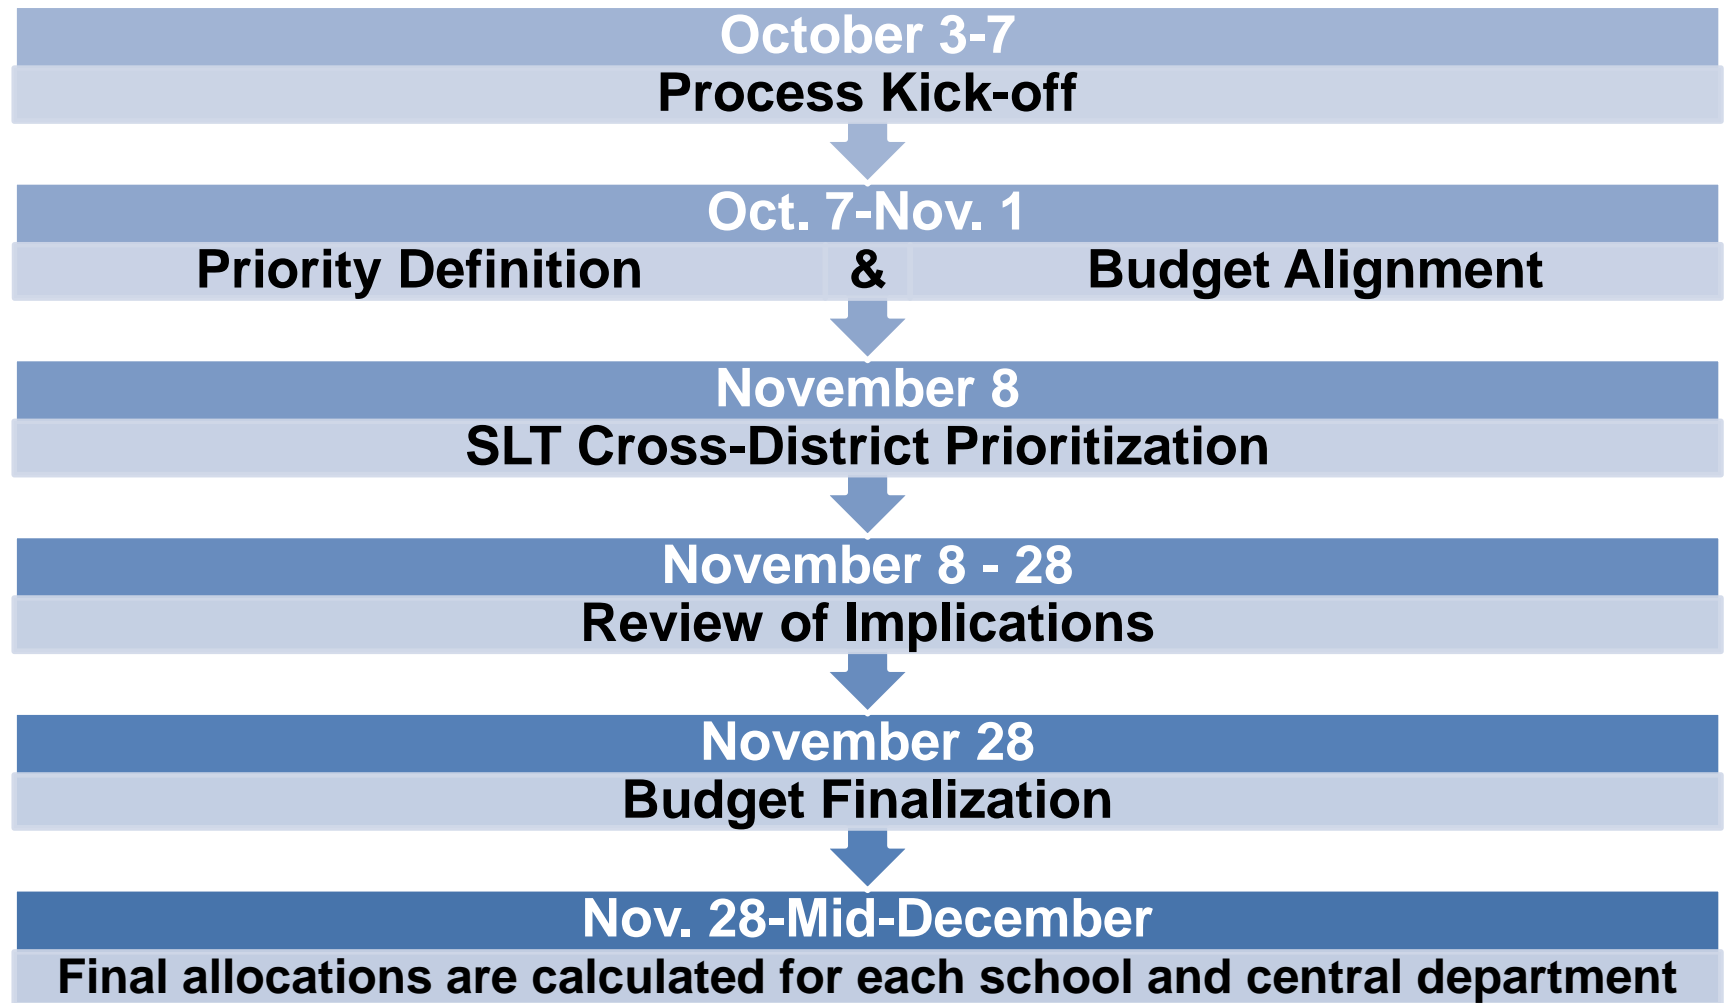 October 3-7
Process Kick-off
Oct. 7-Nov. 1
Priority Definition & Budget Alignment
November 8
SLT Cross-District Prioritization
November 8 - 28
Review of Implications
November 28
Budget Finalization
Nov. 28-Mid-December
Final allocations are calculated for each school and central department